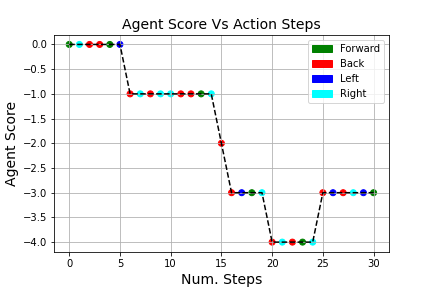 Agent Score Vs Action Steps
0.0
−0.5
−1.0
−1.5
−2.0
−2.5
−3.0
−3.5
−4.0
Agent Score
Forward
Back
Left
Right
0 5 10 15 20 25 30
Num. Steps